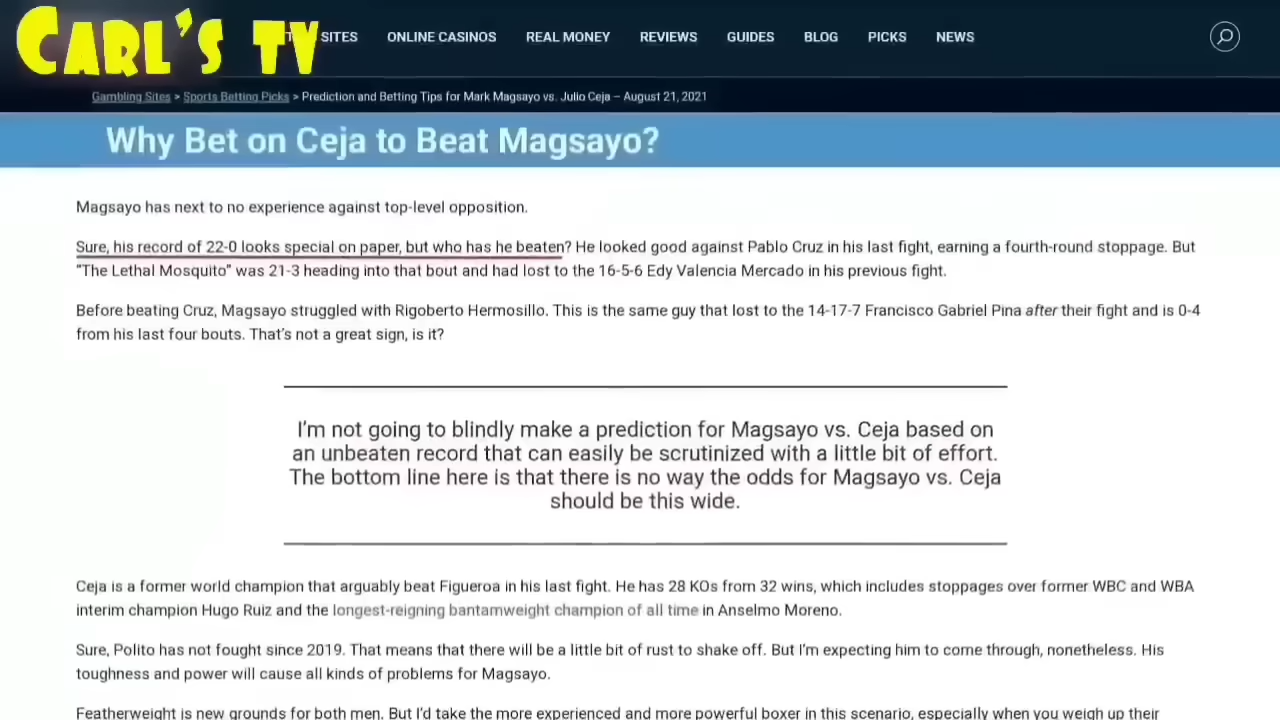 CARL'S TV
SITES ONLINE CASINOS REAL MONEY REVIEWS GUIDES BLOG PICKS NEWS
Gambling Sites > Sports Betting Picks > Prediction and Betting Tips for Mark Magsayo vs. Julio Ceja – August 21, 2021
Why Bet on Ceja to Beat Magsayo?
Magsayo has next to no experience against top-level opposition.
Sure, his record of 22-0 looks special on paper, but who has he beaten? He looked good against Pablo Cruz in his last fight, earning a fourth-round stoppage. But
“The Lethal Mosquito” was 21-3 heading into that bout and had lost to the 16-5-6 Edy Valencia Mercado in his previous fight.
Before beating Cruz, Magsayo struggled with Rigoberto Hermosillo. This is the same guy that lost to the 14-17-7 Francisco Gabriel Pina after their fight and is 0-4
from his last four bouts. That’s not a great sign, is it?
I’m not going to blindly make a prediction for Magsayo vs. Ceja based on
an unbeaten record that can easily be scrutinized with a little bit of effort.
The bottom line here is that there is no way the odds for Magsayo vs. Ceja
should be this wide.
Ceja is a former world champion that arguably beat Figueroa in his last fight. He has 28 KOs from 32 wins, which includes stoppages over former WBC and WBA
interim champion Hugo Ruiz and the longest-reigning bantamweight champion of all time in Anselmo Moreno.
Sure, Polito has not fought since 2019. That means that there will be a little bit of rust to shake off. But I’m expecting him to come through, nonetheless. His
toughness and power will cause all kinds of problems for Magsayo.
Featherweight is new grounds for both men. But I’d take the more experienced and more powerful boxer in this scenario, especially when you weigh up their